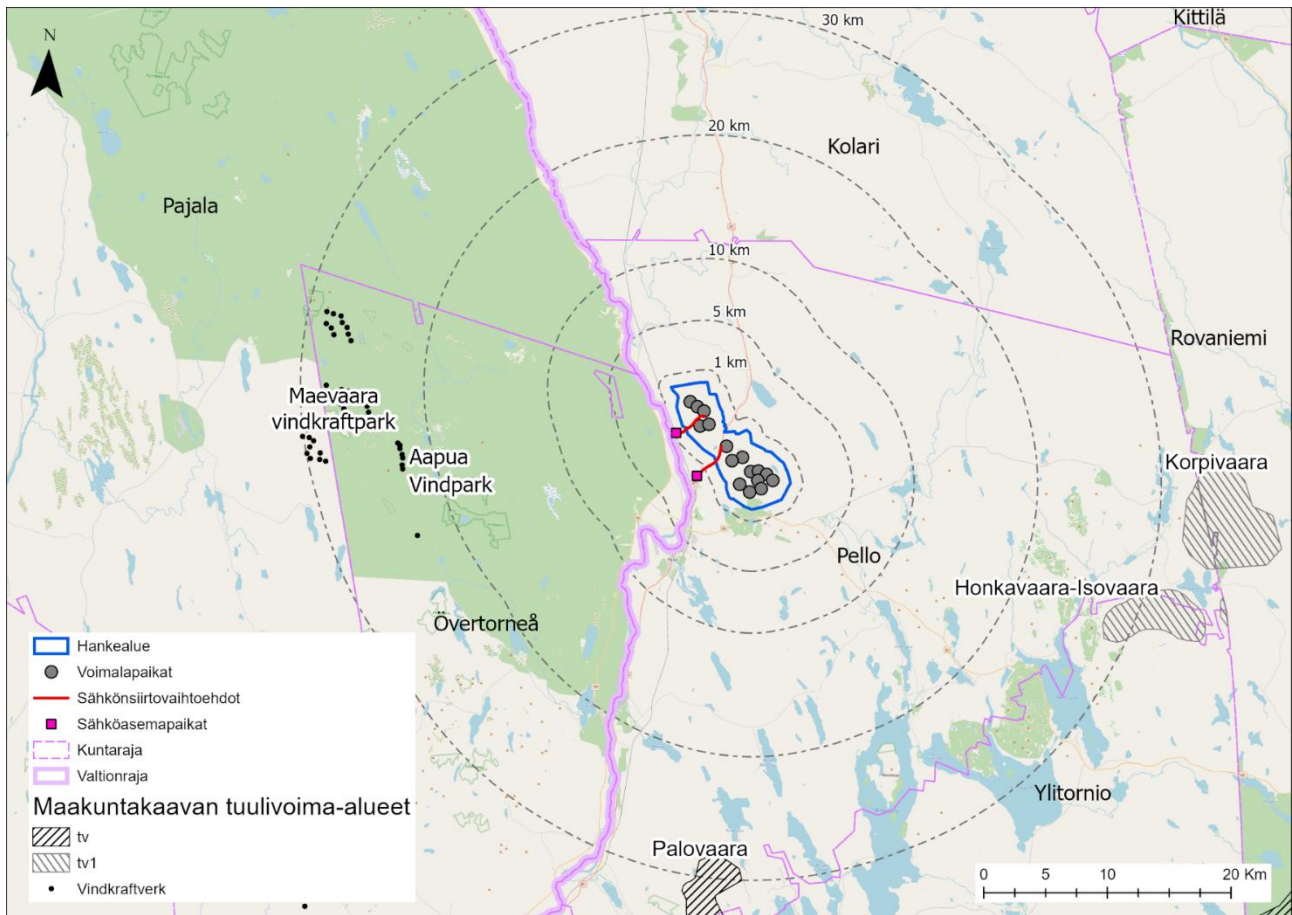 Kittilä
30 km
N
20 km
Kolari
Pajala
10 km
5 km
Rovaniemi
1 km
Maevaara
vindkraftpark
Aapua
Vindpark
Korpivaara
Pello
Honkavaara-Isovaara
Övertorneå
Hankealue
Voimalapaikat
Sähkönsiirtovaihtoehdot
Sähköasemapaikat
Kuntaraja
Valtionraja
Maakuntakaavan tuulivoima-alueet
tv
tv1
Vindkraftverk
Ylitornio
Palovaara
0 5 10 20 Km